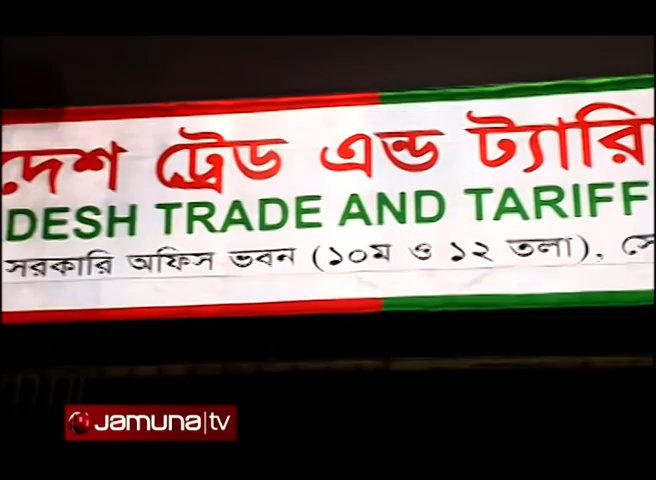 দেশ ট্রেড এন্ড ট্যারি
DESH TRADE AND TARIFF
সরকারি অফিস ভবন (১০ম ও ১২ তলা), সে
Jamuna|tv